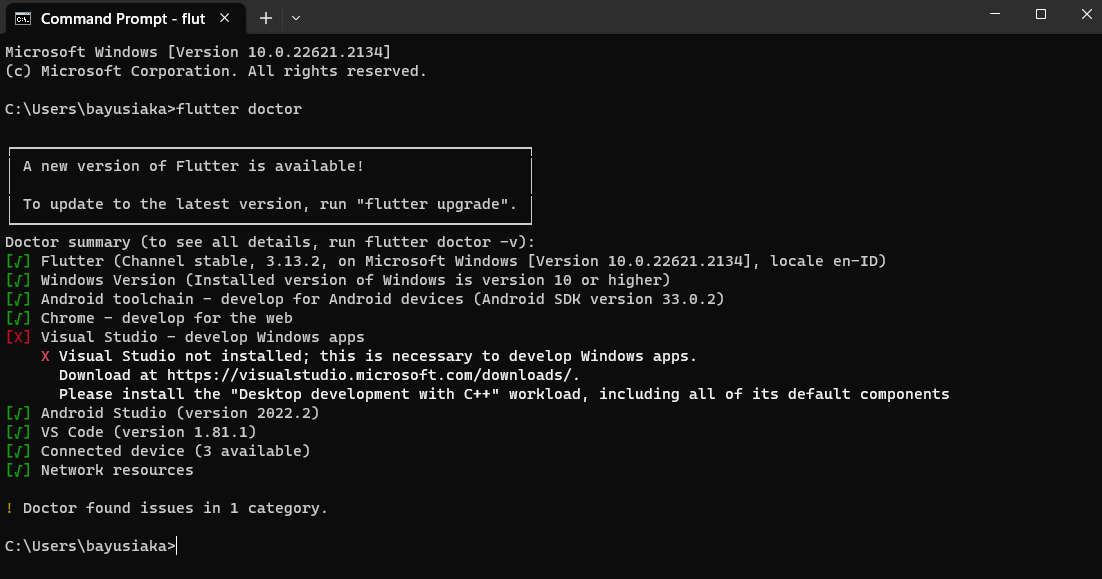 Command Prompt - flut
Microsoft Windows [Version 10.0.22621.2134]
(c) Microsoft Corporation. All rights reserved.
C:\Users\bayusiaka>flutter doctor
A new version of Flutter is available!
To update to the latest version, run "flutter upgrade".
Doctor summary (to see all details, run flutter doctor -v):
[√] Flutter (Channel stable, 3.13.2, on Microsoft Windows [Version 10.0.22621.2134], locale en-ID)
[√] Windows Version (Installed version of Windows is version 10 or higher)
[√] Android toolchain - develop for Android devices (Android SDK version 33.0.2)
[√] Chrome - develop for the web
[X] Visual Studio - develop Windows apps
X Visual Studio not installed; this is necessary to develop Windows apps.
Download at https://visualstudio.microsoft.com/downloads/.
Please install the "Desktop development with C++" workload, including all of its default components
[√] Android Studio (version 2022.2)
[√] VS Code (version 1.81.1)
[√] Connected device (3 available)
[√] Network resources
! Doctor found issues in 1 category.
C:\Users\bayusiaka>